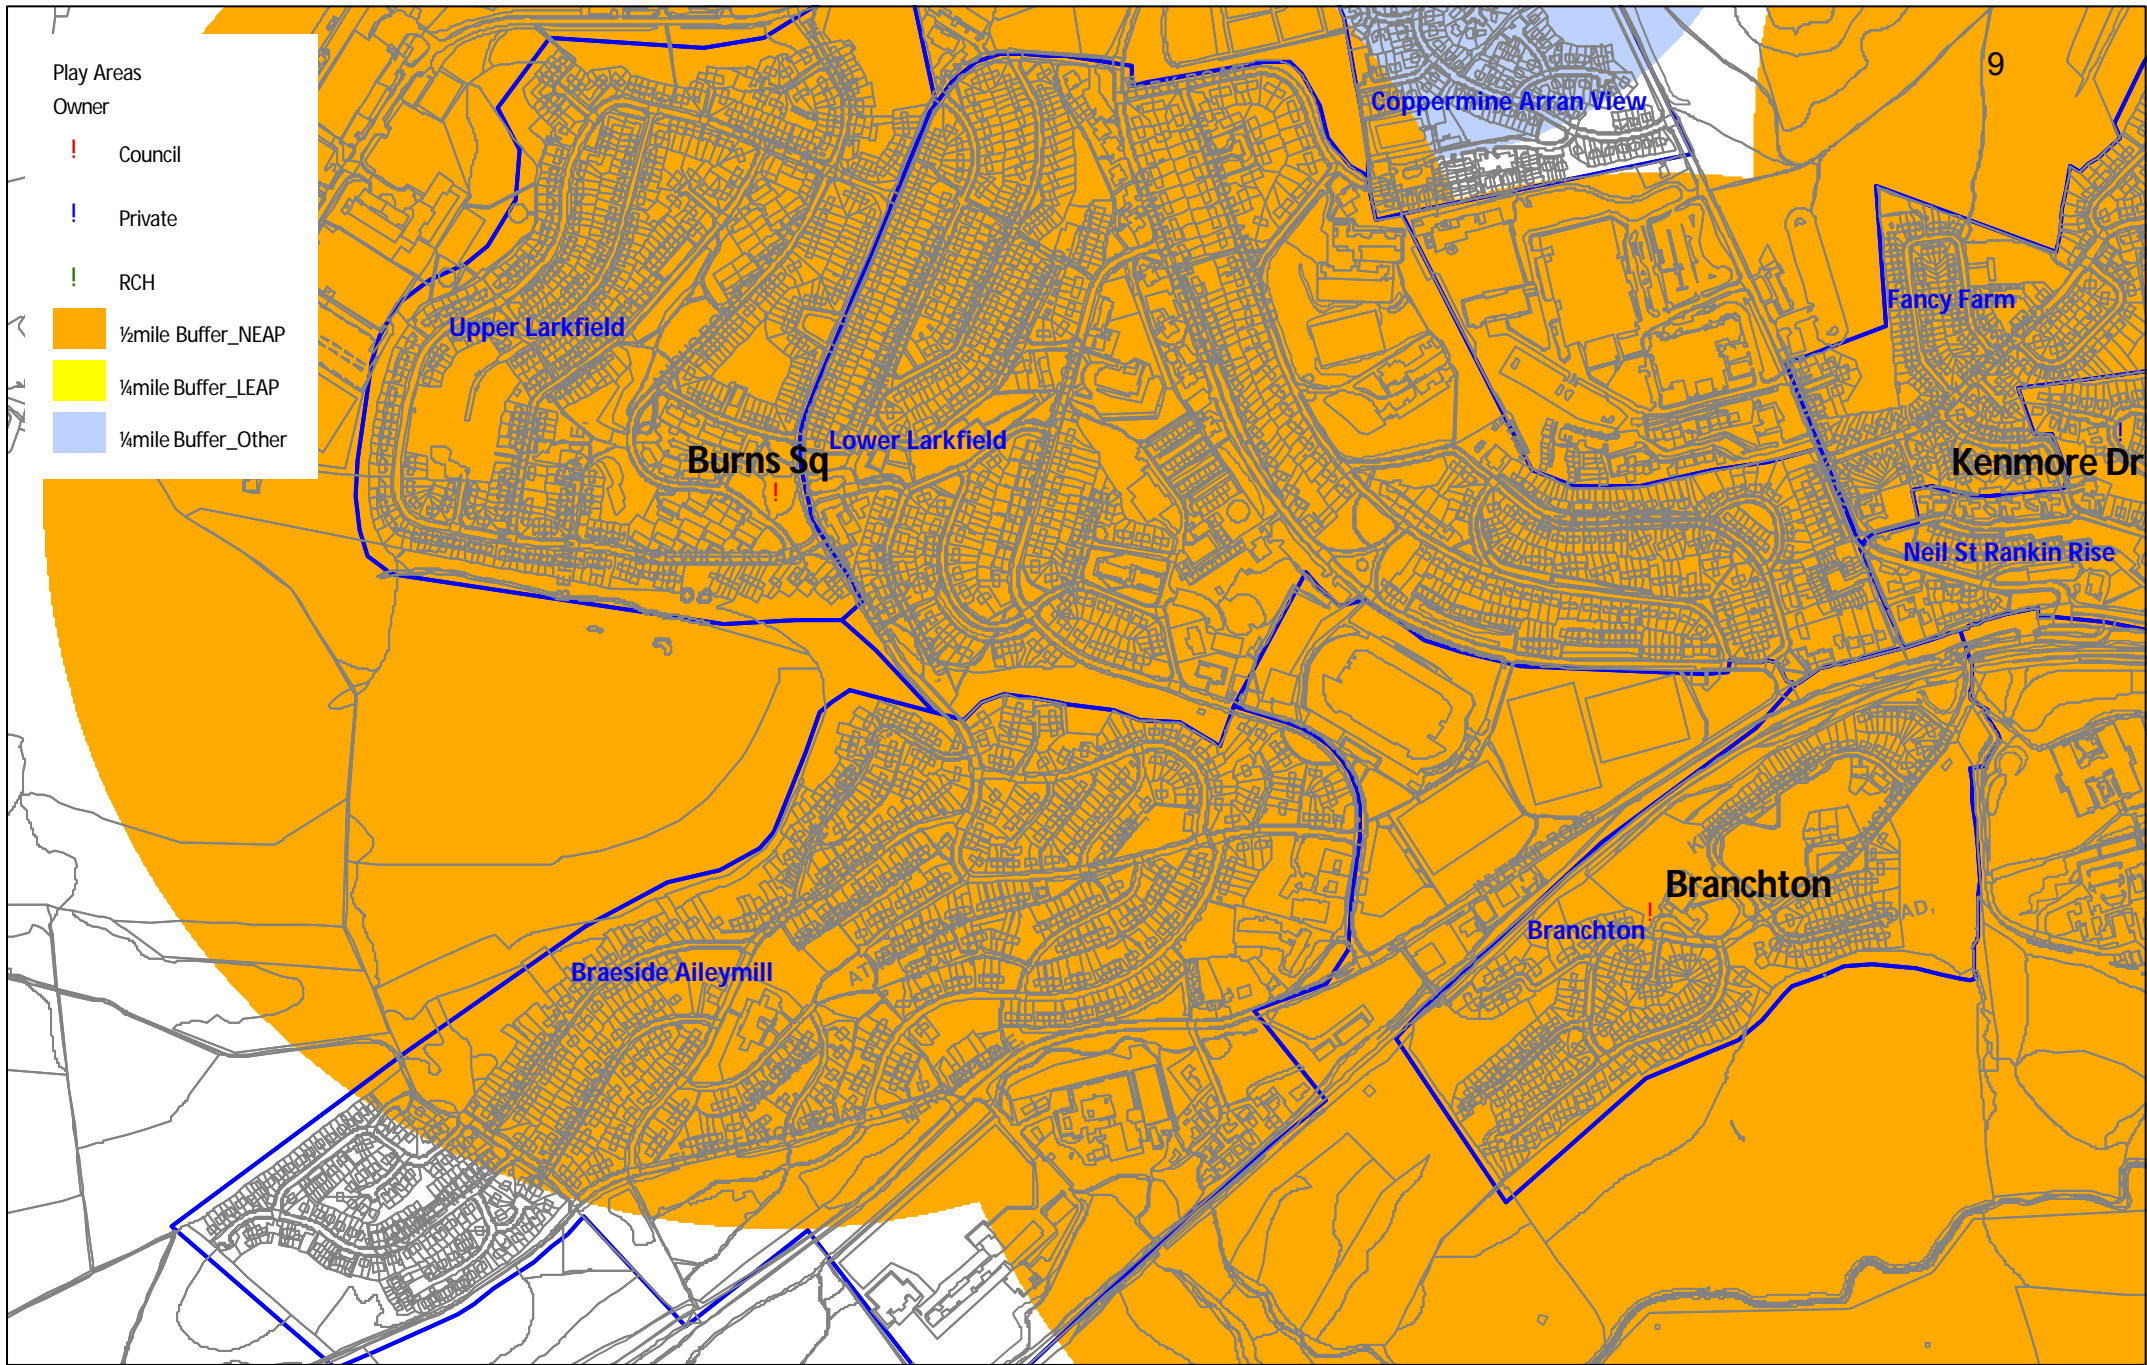 Play Areas
Owner
! Council
! Private
! RCH
½mile Buffer_NEAP
¼mile Buffer_LEAP
¼mile Buffer_Other
9
Coppermine Arran View
Fancy Farm
Upper Larkfield
Lower Larkfield
Burns Sq
!
!
Kenmore Dr
Neil St Rankin Rise
Branchton
!
Branchton
ROAD,
Braeside Aileymill